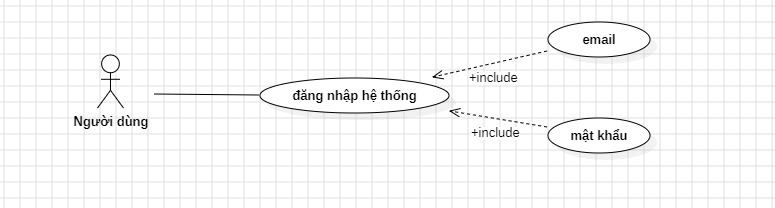 email
+include
đăng nhập hệ thống
Người dùng
+include
mật khẩu